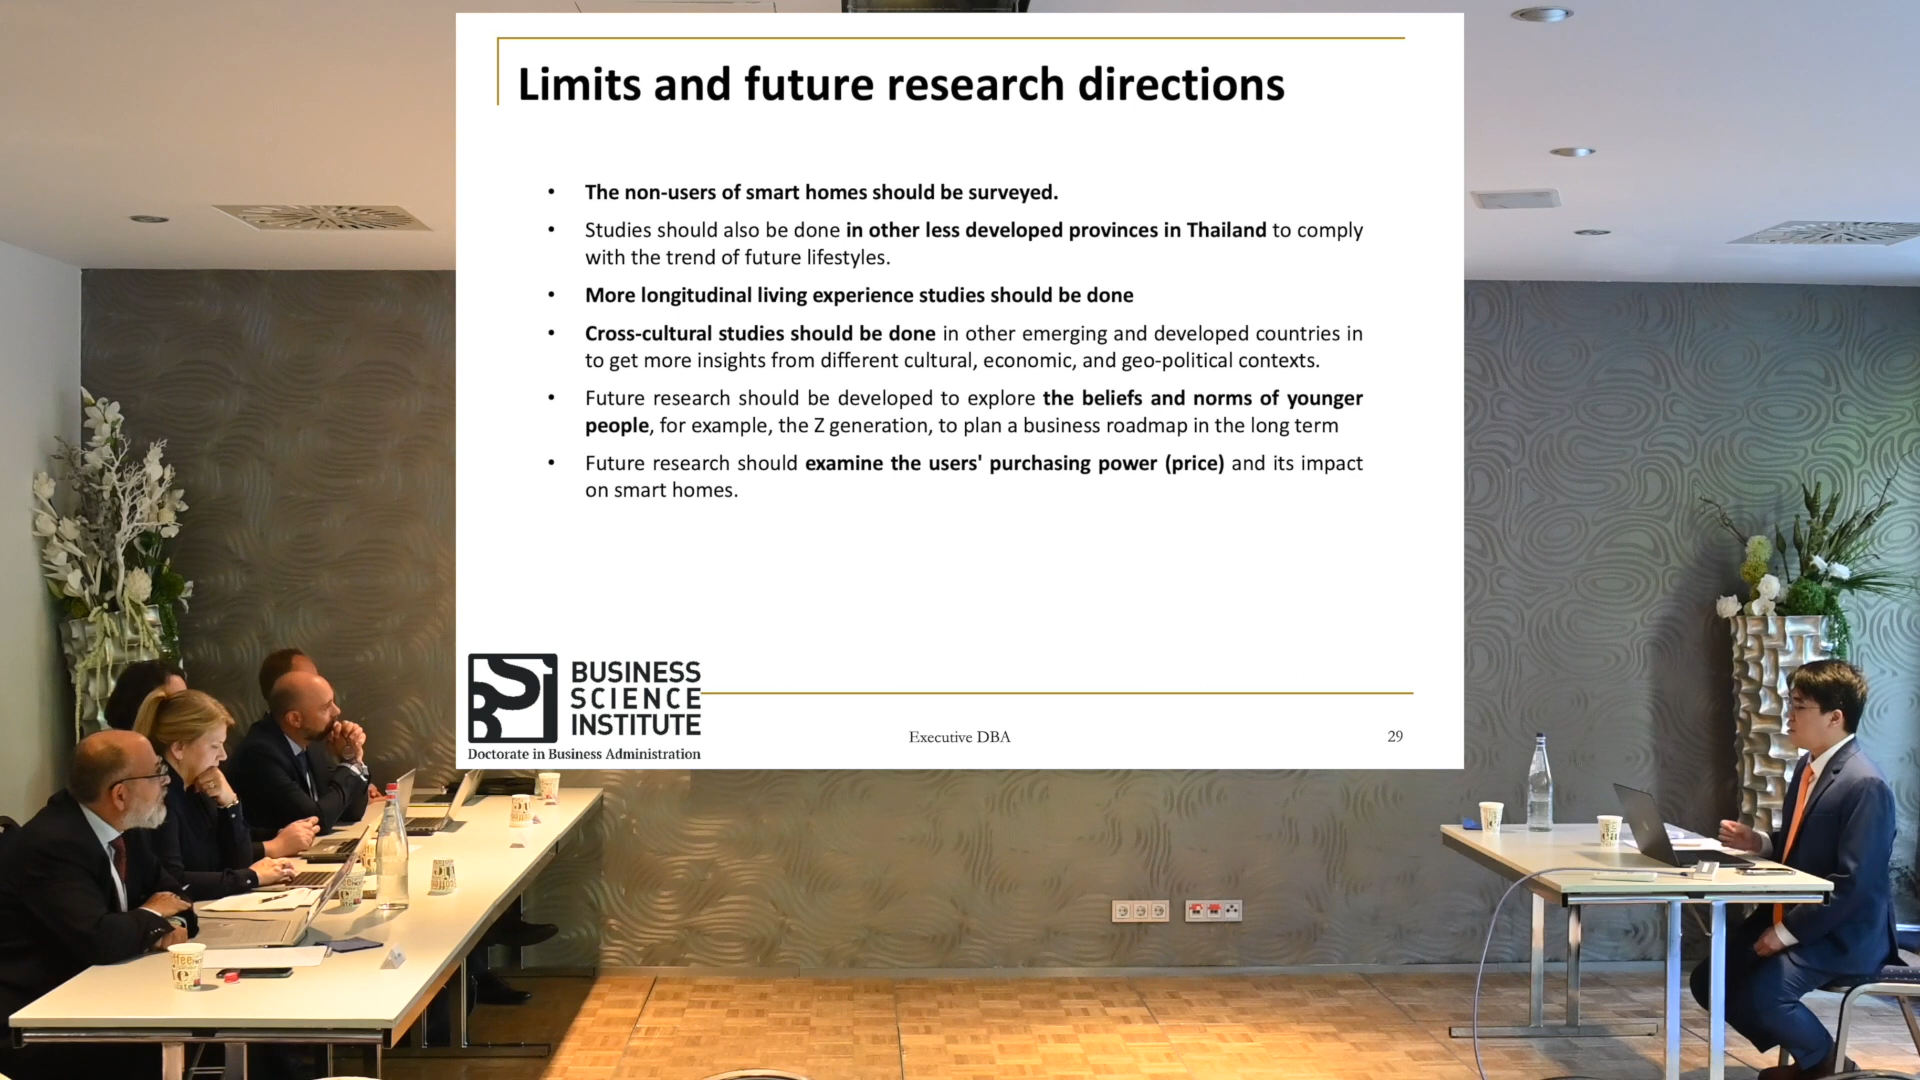 Limits and future research directions
• The non-users of smart homes should be surveyed.
• Studies should also be done in other less developed provinces in Thailand to comply
with the trend of future lifestyles.
• More longitudinal living experience studies should be done
• Cross-cultural studies should be done in other emerging and developed countries in
to get more insights from different cultural, economic, and geo-political contexts.
• Future research should be developed to explore the beliefs and norms of younger
people, for example, the Z generation, to plan a business roadmap in the long term
• Future research should examine the users' purchasing power (price) and its impact
on smart homes.
BSi
BUSINESS
SCIENCE
INSTITUTE
Doctorate in Business Administration
Executive DBA
29